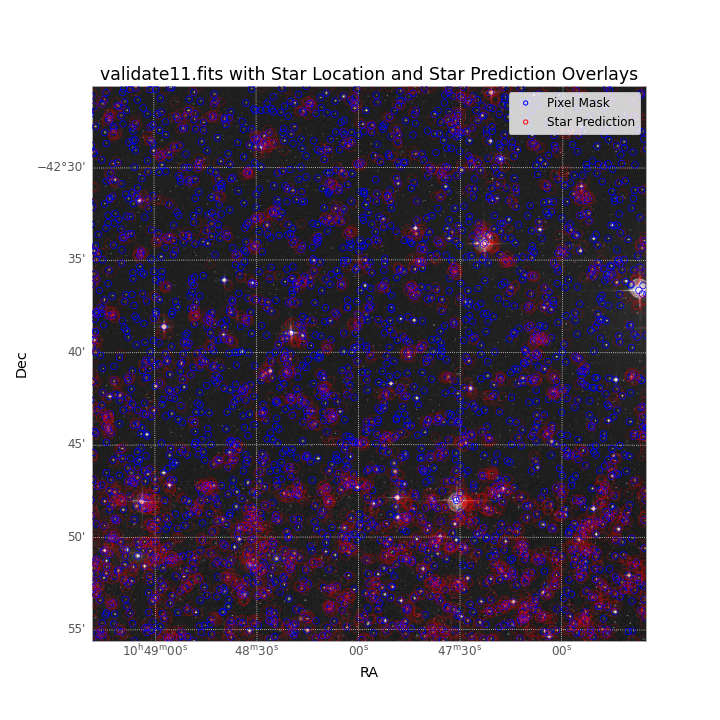 validate11.fits with Star Location and Star Prediction Overlays
Pixel Mask
Star Prediction
−42°30'
35'
40'
45'
50'
55'
Dec
10ʰ49ᵐ00ˢ 48ᵐ30ˢ 00ˢ 47ᵐ30ˢ 00ˢ
RA